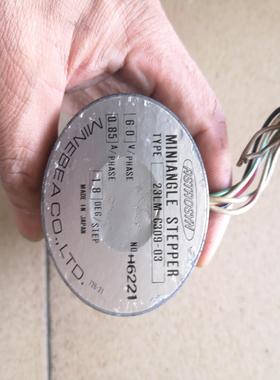 ASTROSYN
MINIANGLE STEPPER
TYPE 23LM-C309-03
6.0 V/PHASE
NO H6221
0.85 A/PHASE
1.8 DEG/STEP
MADE IN JAPAN
MINEBEA CO., LTD.